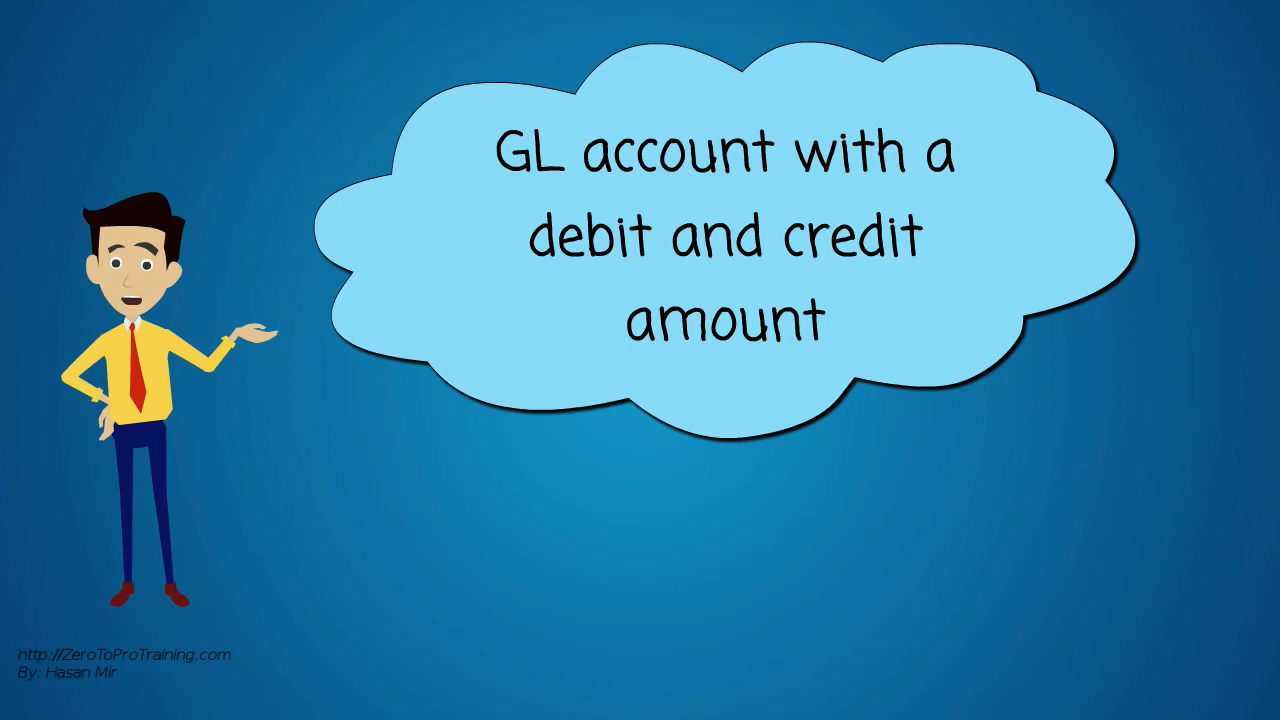 GL account with a
debit and credit
amount
http://ZeroToProTraining.com
By: Hasan Mir